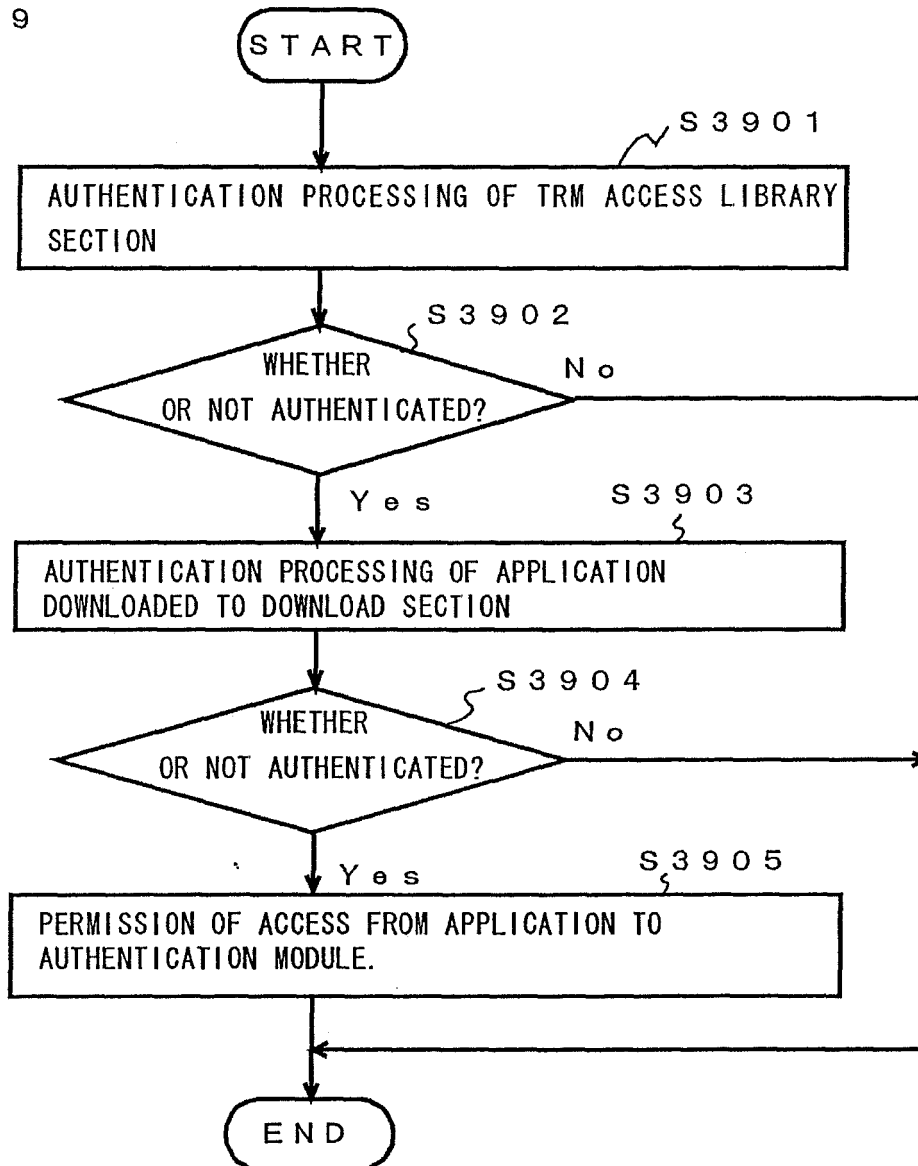 9
START
S3901
AUTHENTICATION PROCESSING OF TRM ACCESS LIBRARY
SECTION
S3902
WHETHER
OR NOT AUTHENTICATED?
No
Yes
S3903
AUTHENTICATION PROCESSING OF APPLICATION
DOWNLOADED TO DOWNLOAD SECTION
S3904
WHETHER
OR NOT AUTHENTICATED?
No
Yes
S3905
PERMISSION OF ACCESS FROM APPLICATION TO
AUTHENTICATION MODULE.
END